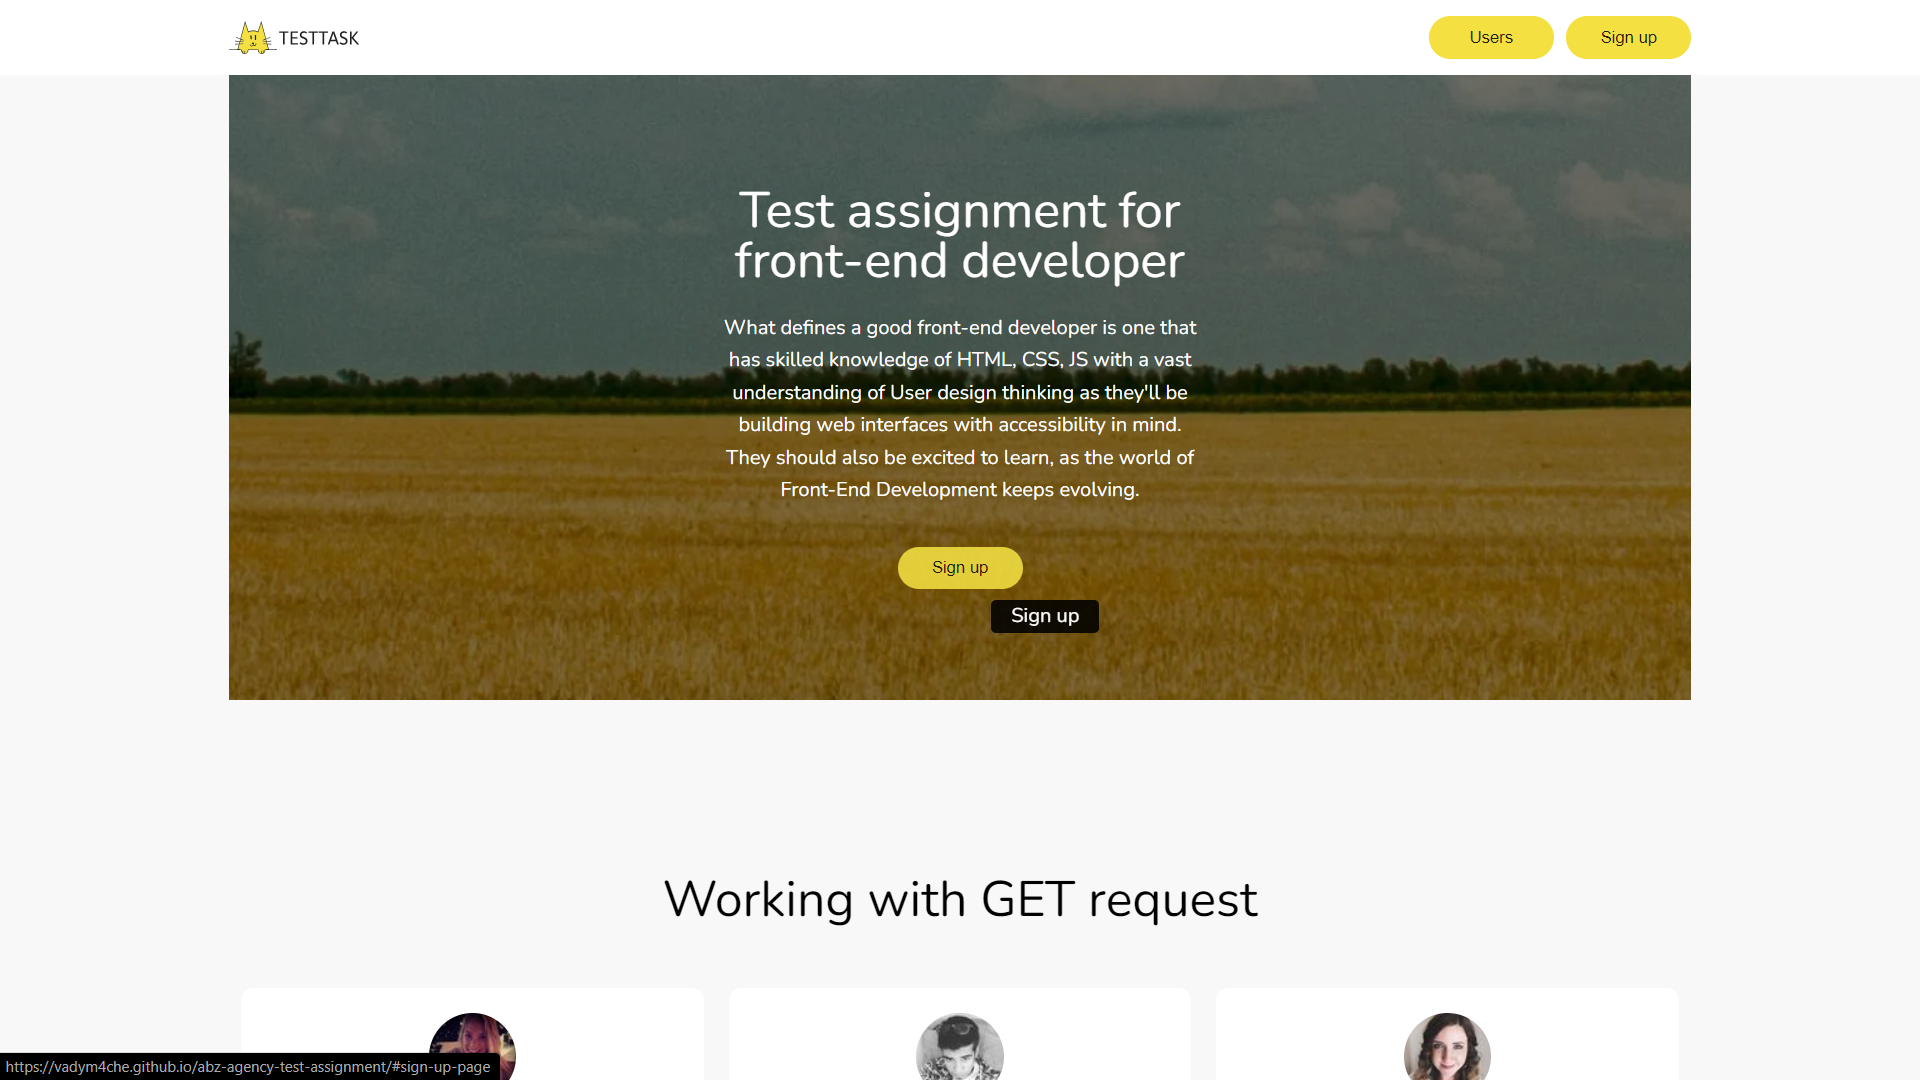 TESTTASK
Users
Sign up
Test assignment for
front-end developer
What defines a good front-end developer is one that
has skilled knowledge of HTML, CSS, JS with a vast
understanding of User design thinking as they'll be
building web interfaces with accessibility in mind.
They should also be excited to learn, as the world of
Front-End Development keeps evolving.
Sign up
Sign up
Working with GET request
https://vadym4che.github.io/abz-agency-test-assignment/#sign-up-page